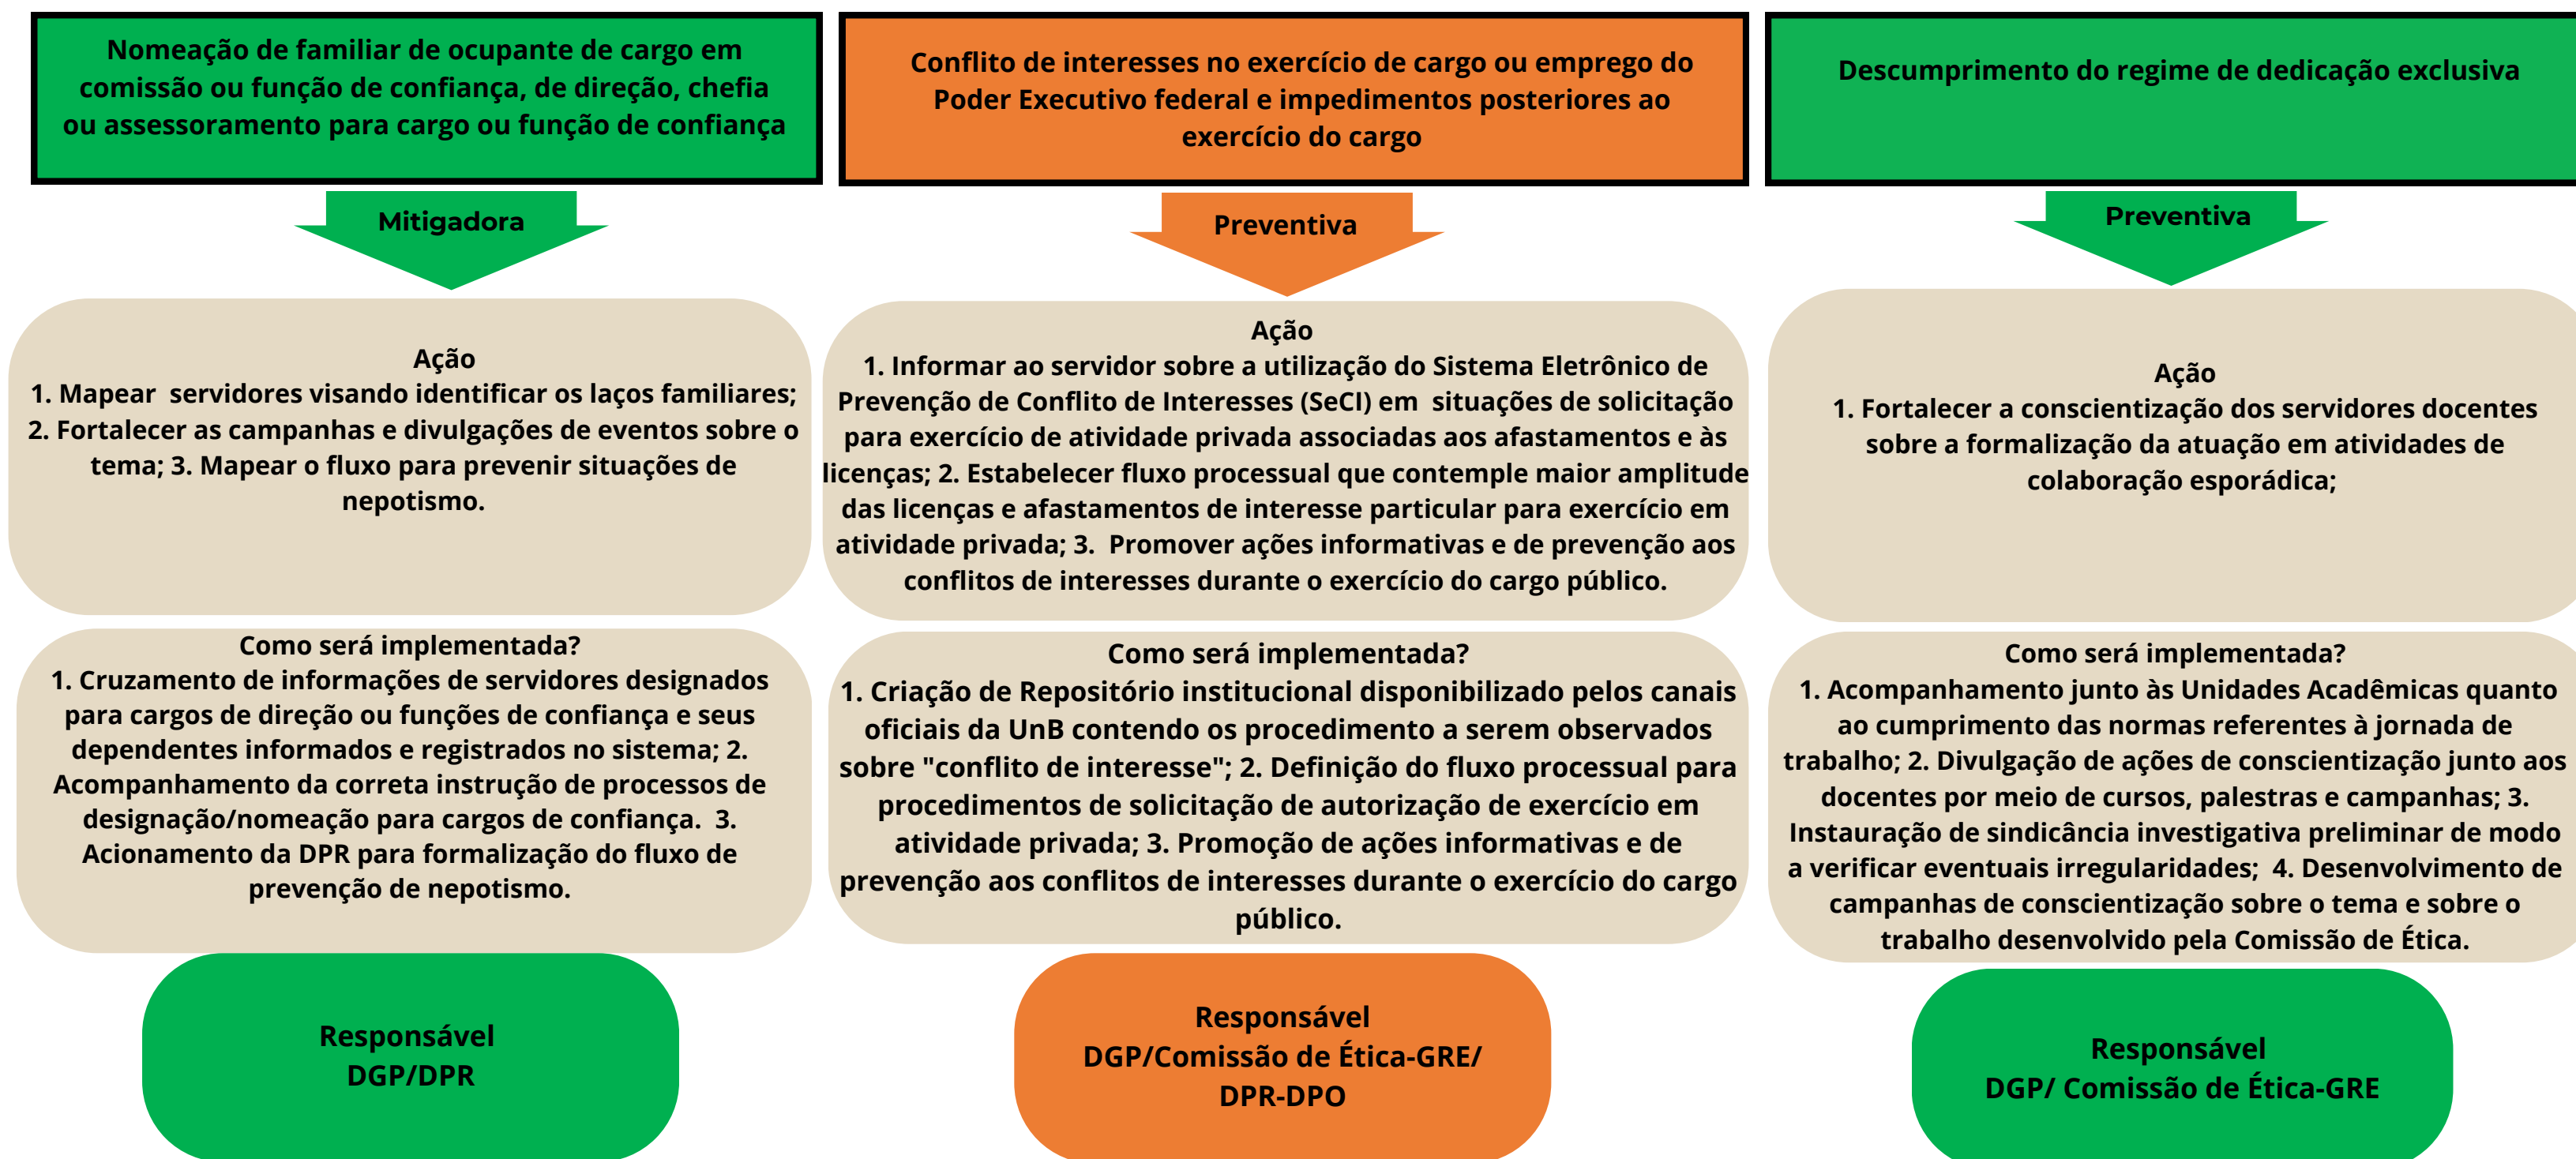 Nomeação de familiar de ocupante de cargo em
comissão ou função de confiança, de direção, chefia
ou assessoramento para cargo ou função de confiança
Mitigadora
Ação
1. Mapear  servidores visando identificar os laços familiares;
2. Fortalecer as campanhas e divulgações de eventos sobre o
tema; 3. Mapear o fluxo para prevenir situações de
nepotismo.
Como será implementada?
1. Cruzamento de informações de servidores designados
para cargos de direção ou funções de confiança e seus
dependentes informados e registrados no sistema; 2.
Acompanhamento da correta instrução de processos de
designação/nomeação para cargos de confiança.  3.
Acionamento da DPR para formalização do fluxo de
prevenção de nepotismo.
Responsável
DGP/DPR
Conflito de interesses no exercício de cargo ou emprego do
Poder Executivo federal e impedimentos posteriores ao
exercício do cargo
Preventiva
Ação
1. Informar ao servidor sobre a utilização do Sistema Eletrônico de
Prevenção de Conflito de Interesses (SeCI) em  situações de solicitação
para exercício de atividade privada associadas aos afastamentos e às
licenças; 2. Estabelecer fluxo processual que contemple maior amplitude
das licenças e afastamentos de interesse particular para exercício em
atividade privada; 3.  Promover ações informativas e de prevenção aos
conflitos de interesses durante o exercício do cargo público.
Como será implementada?
1. Criação de Repositório institucional disponibilizado pelos canais
oficiais da UnB contendo os procedimento a serem observados
sobre "conflito de interesse"; 2. Definição do fluxo processual para
procedimentos de solicitação de autorização de exercício em
atividade privada; 3. Promoção de ações informativas e de
prevenção aos conflitos de interesses durante o exercício do cargo
público.
Responsável
DGP/Comissão de Ética-GRE/
DPR-DPO
Descumprimento do regime de dedicação exclusiva
Preventiva
Ação
1. Fortalecer a conscientização dos servidores docentes
sobre a formalização da atuação em atividades de
colaboração esporádica;
Como será implementada?
1. Acompanhamento junto às Unidades Acadêmicas quanto
ao cumprimento das normas referentes à jornada de
trabalho; 2. Divulgação de ações de conscientização junto aos
docentes por meio de cursos, palestras e campanhas; 3.
Instauração de sindicância investigativa preliminar de modo
a verificar eventuais irregularidades;  4. Desenvolvimento de
campanhas de conscientização sobre o tema e sobre o
trabalho desenvolvido pela Comissão de Ética.
Responsável
DGP/ Comissão de Ética-GRE